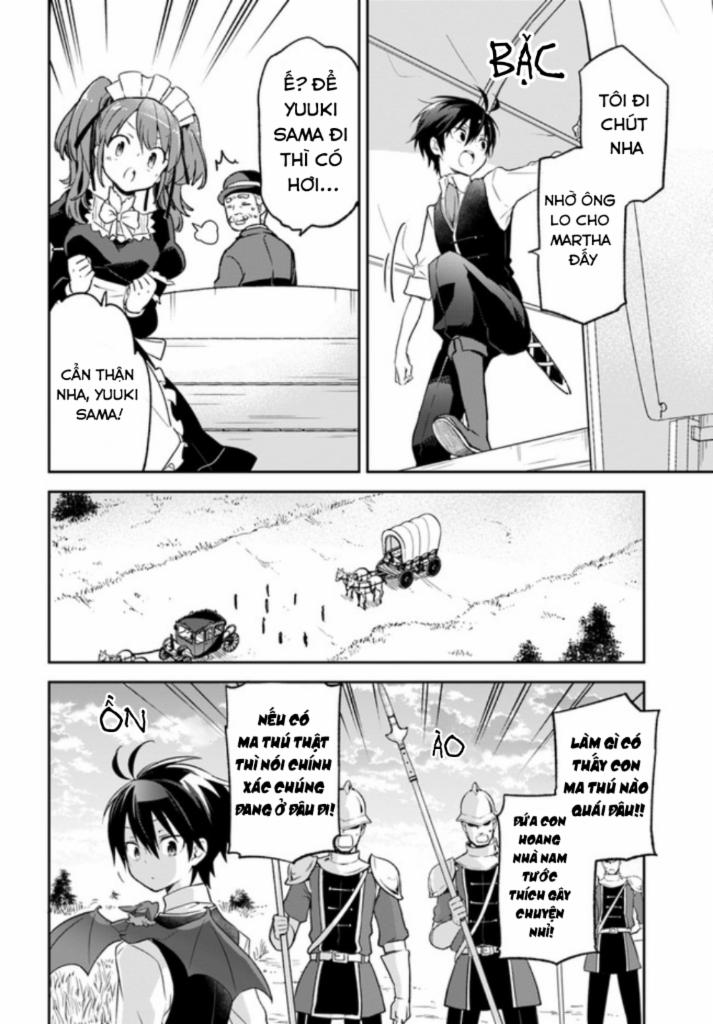 BẶC
TÔI ĐI
CHÚT
NHA
NHỜ ÔNG
LO CHO
MARTHA
ĐẤY
Ế? ĐỂ
YUUKI
SAMA ĐI
THÌ CÓ
HƠI...
CẨN THẬN
NHA, YUUKI
SAMA!
LÀM GÌ CÓ
THẤY CON
MA THÚ NÀO
QUÁI ĐÂU!!
ĐỨA CON
HOANG
NHÀ NAM
TƯỚC
THÍCH GÂY
CHUYỆN
NHỈ!
ÀO
NẾU CÓ
MA THÚ THẬT
THÌ NÓI CHÍNH
XÁC CHÚNG
ĐANG Ở ĐÂU ĐI!
ỒN